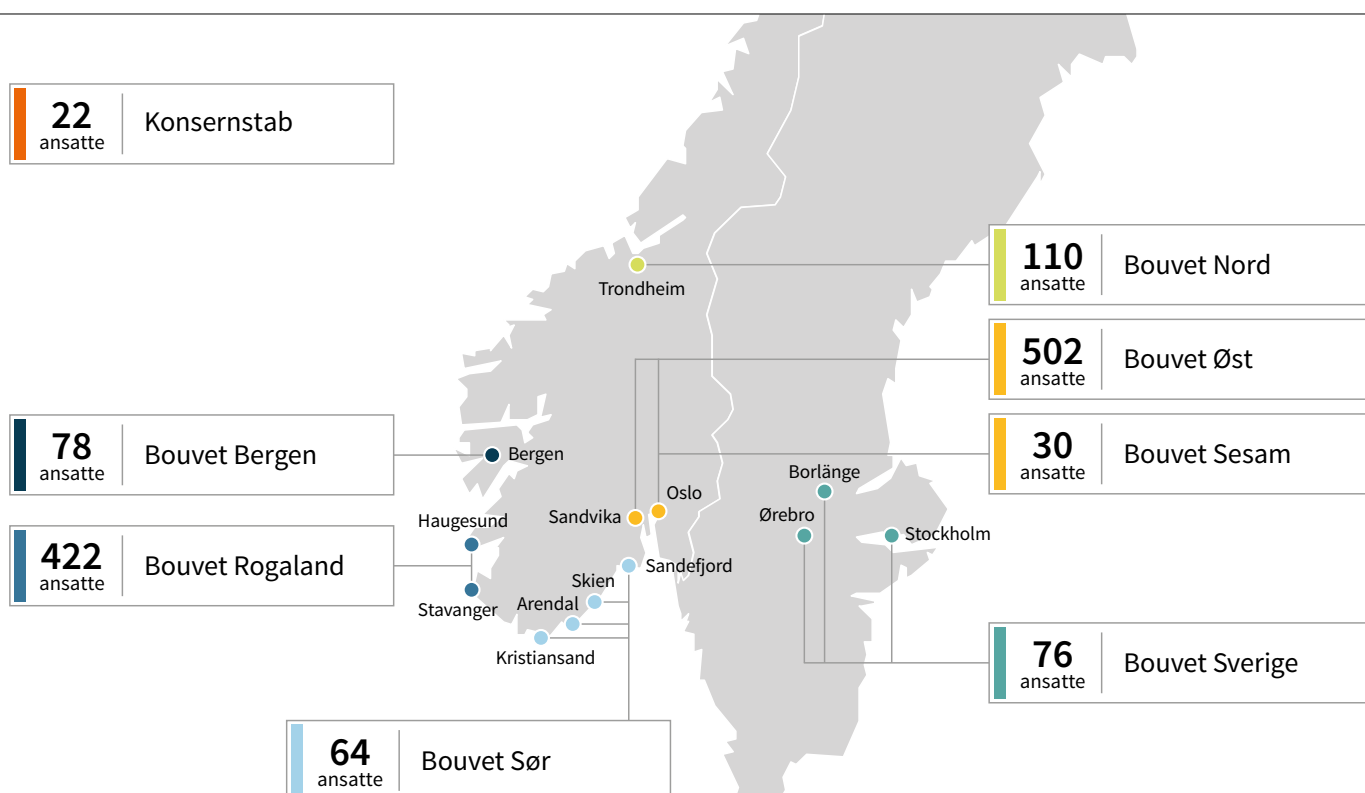 22
ansatte
Konsernstab
110
ansatte
Bouvet Nord
Trondheim
502
ansatte
Bouvet Øst
78
ansatte
Bouvet Bergen
Bergen
30
ansatte
Bouvet Sesam
Borlänge
Oslo
Sandvika
Ørebro
Stockholm
Haugesund
422
ansatte
Bouvet Rogaland
Stavanger
Sandefjord
Skien
Arendal
Kristiansand
76
ansatte
Bouvet Sverige
64
ansatte
Bouvet Sør